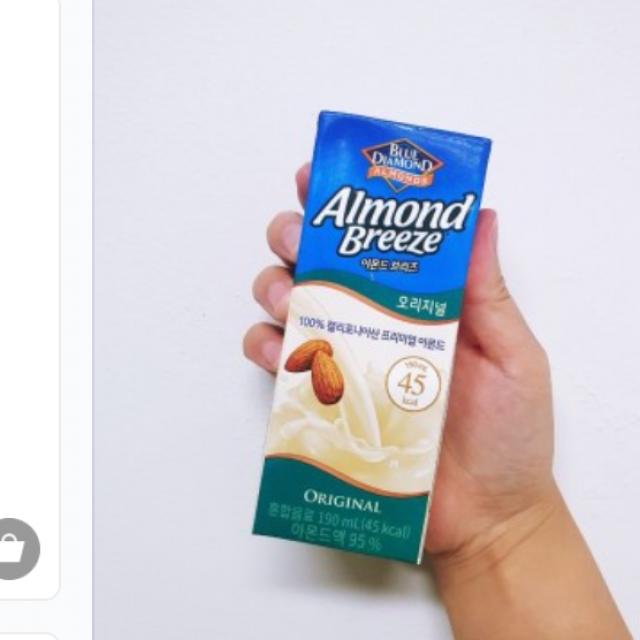 BLUE
DIAMOND
ALMONDS
Almond
Breeze
아몬드 브리즈
오리지널
100% 캘리포니아산 프리미엄 아몬드
190 mL
45
kcal
ORIGINAL
혼합음료 190 mL (45 kcal)
아몬드액 95 %